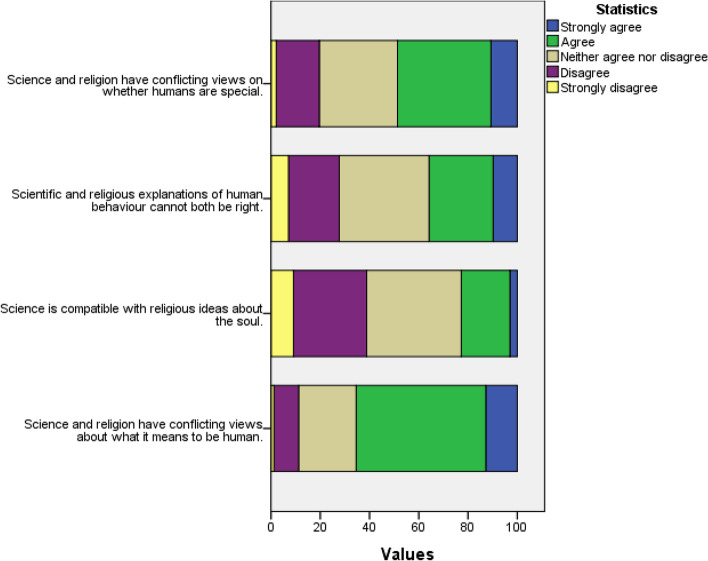 Statistics
Strongly agree
Agree
Neither agree nor disagree
Disagree
Strongly disagree
Science and religion have conflicting views on
whether humans are special.
Scientific and religious explanations of human
behaviour cannot both be right.
Science is compatible with religious ideas about
the soul.
Science and religion have conflicting views
about what it means to be human.
0 20 40 60 80 100
Values